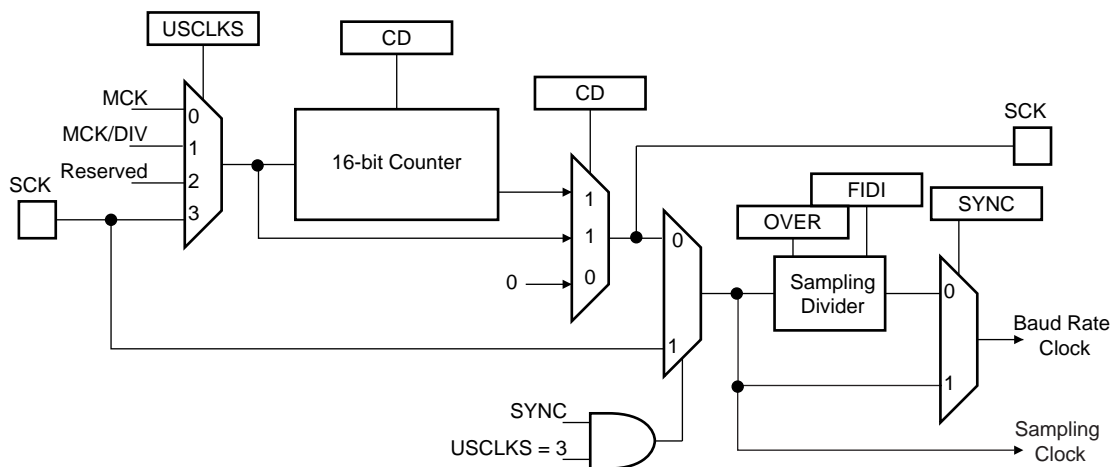 USCLKS
CD
CD
MCK
MCK/DIV
Reserved
SCK
0
1
2
3
16-bit Counter
1
1
0
0
SCK
FIDI
OVER
SYNC
0
1
Sampling
Divider
0
1
Baud Rate
Clock
Sampling
Clock
SYNC
USCLKS = 3